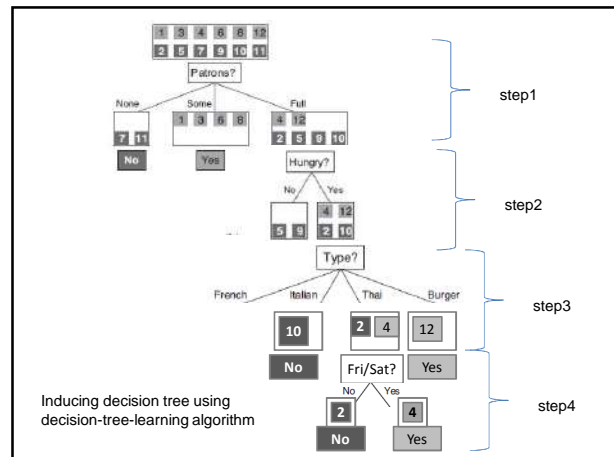 1 3 4 6 8 12
2 5 7 9 10 11
Patrons?
step1
None Some Full
1 3 6 8 4 12
7 11 2 5 9 10
No Yes Hungry?
No Yes
step2
4 12
5 9 2 10
Type?
French Italian Thai Burger
step3
10 2 4 12
No Fri/Sat? Yes
No Yes
Inducing decision tree using
decision-tree-learning algorithm
2 4
step4
No Yes